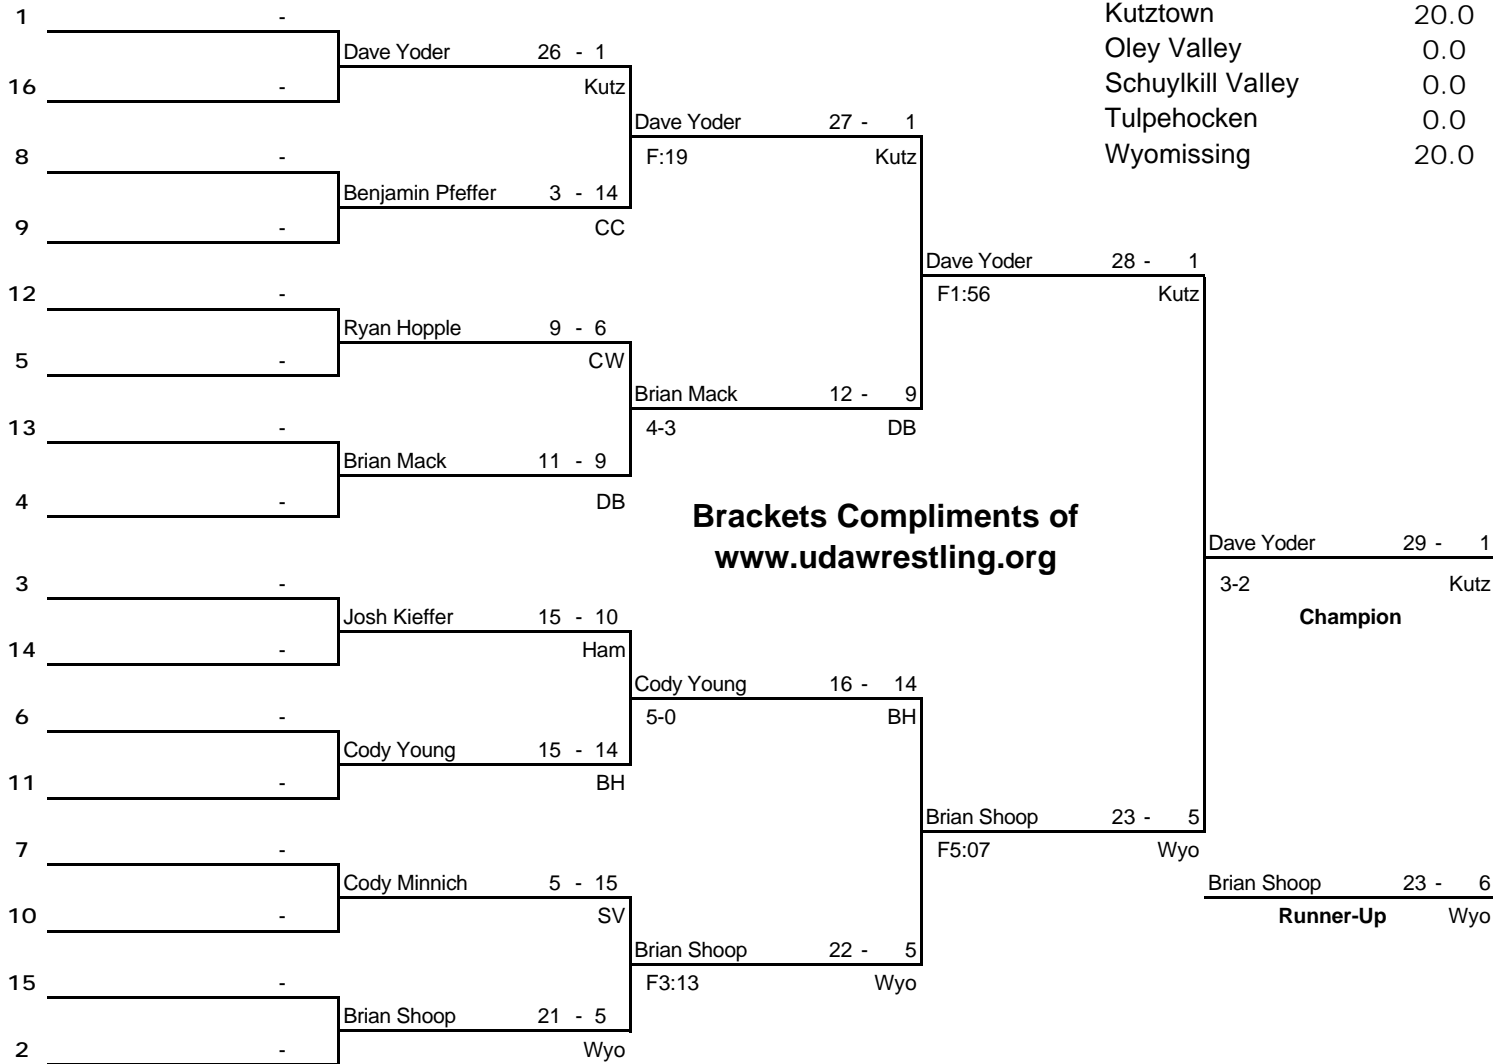 1 -
Kutztown 20.0
Dave Yoder 26 - 1
Oley Valley 0.0
16 -
Kutz
Schuylkill Valley 0.0
Dave Yoder 27 - 1
Tulpehocken 0.0
8 -
F:19 Kutz
Wyomissing 20.0
Benjamin Pfeffer 3 - 14
9 -
CC
Dave Yoder 28 - 1
12 -
F1:56 Kutz
Ryan Hopple 9 - 6
5 -
CW
Brian Mack 12 - 9
13 -
4-3 DB
Brian Mack 11 - 9
4 -
DB
Brackets Compliments of
www.udawrestling.org
Dave Yoder 29 - 1
3 -
3-2 Kutz
Josh Kieffer 15 - 10
Champion
14 -
Ham
Cody Young 16 - 14
6 -
5-0 BH
Cody Young 15 - 14
11 -
BH
Brian Shoop 23 - 5
7 -
F5:07 Wyo
Cody Minnich 5 - 15
Brian Shoop 23 - 6
10 -
SV
Runner-Up Wyo
Brian Shoop 22 - 5
15 -
F3:13 Wyo
Brian Shoop 21 - 5
2 -
Wyo